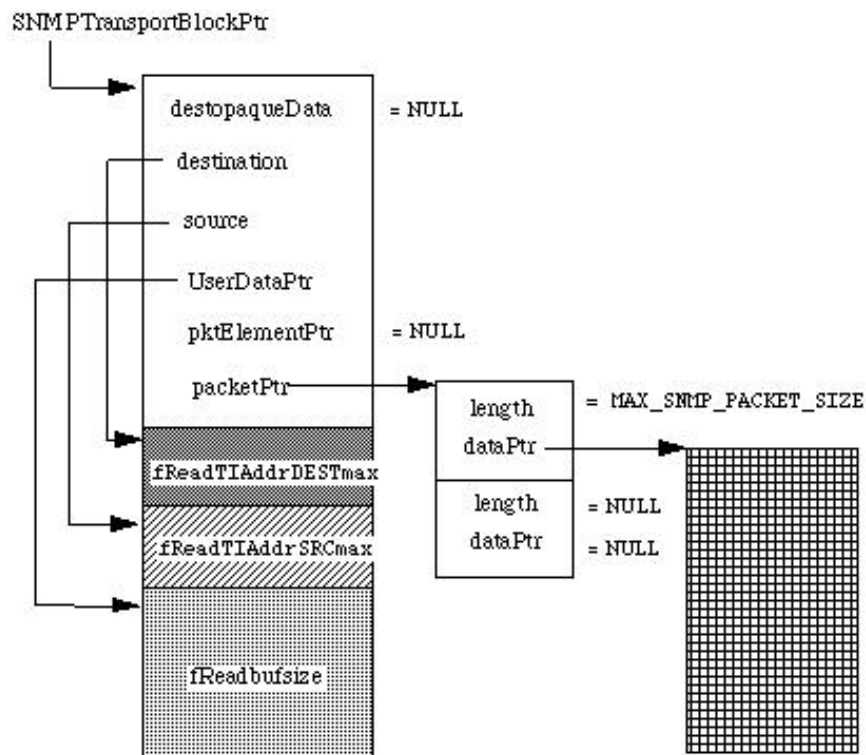 SNMPTransportBlockPtr
destopaqueData = NULL
destination
source
UserDataPtr
pktElementPtr = NULL
packetPtr
length = MAX_SNMP_PACKET_SIZE
dataPtr
fReadTIAddrDESTmax
length = NULL
dataPtr = NULL
fReadTIAddrSRCmax
fReadbufsize